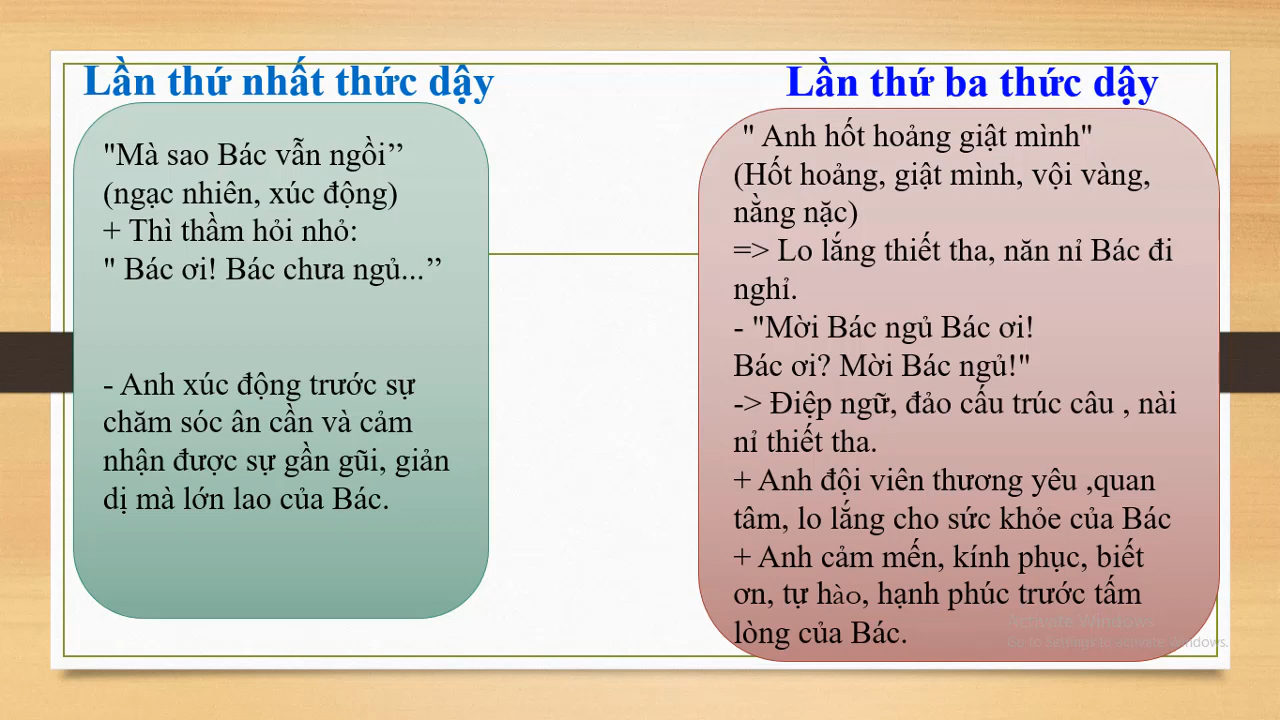 Lần thứ nhất thức dậy
"Mà sao Bác vẫn ngồi’’
(ngạc nhiên, xúc động)
+ Thì thầm hỏi nhỏ:
" Bác ơi! Bác chưa ngủ...’’
- Anh xúc động trước sự
chăm sóc ân cần và cảm
nhận được sự gần gũi, giản
dị mà lớn lao của Bác.
Lần thứ ba thức dậy
" Anh hốt hoảng giật mình"
(Hốt hoảng, giật mình, vội vàng,
nằng nặc)
=> Lo lắng thiết tha, năn nỉ Bác đi
nghỉ.
- "Mời Bác ngủ Bác ơi!
Bác ơi? Mời Bác ngủ!"
-> Điệp ngữ, đảo cấu trúc câu , nài
nỉ thiết tha.
+ Anh đội viên thương yêu ,quan
tâm, lo lắng cho sức khỏe của Bác
+ Anh cảm mến, kính phục, biết
ơn, tự hào, hạnh phúc trước tấm
lòng của Bác.
Activate Windows
Go to Settings to activate Windows.